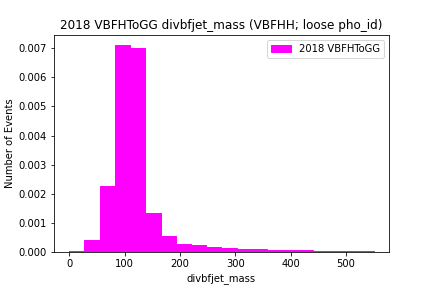 2018 VBFHToGG divbfjet_mass (VBFHH; loose pho_id)
2018 VBFHToGG
Number of Events
0.007
0.006
0.005
0.004
0.003
0.002
0.001
0.000
0 100 200 300 400 500
divbfjet_mass